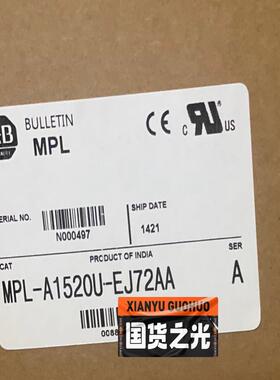 BULLETIN
MPL
CE
C US
SERIAL NO.
N000497
SHIP DATE
1421
PRODUCT OF INDIA
CAT
SER
MPL-A1520U-EJ72AA
A
XIANYU GUOHUO
国货之光